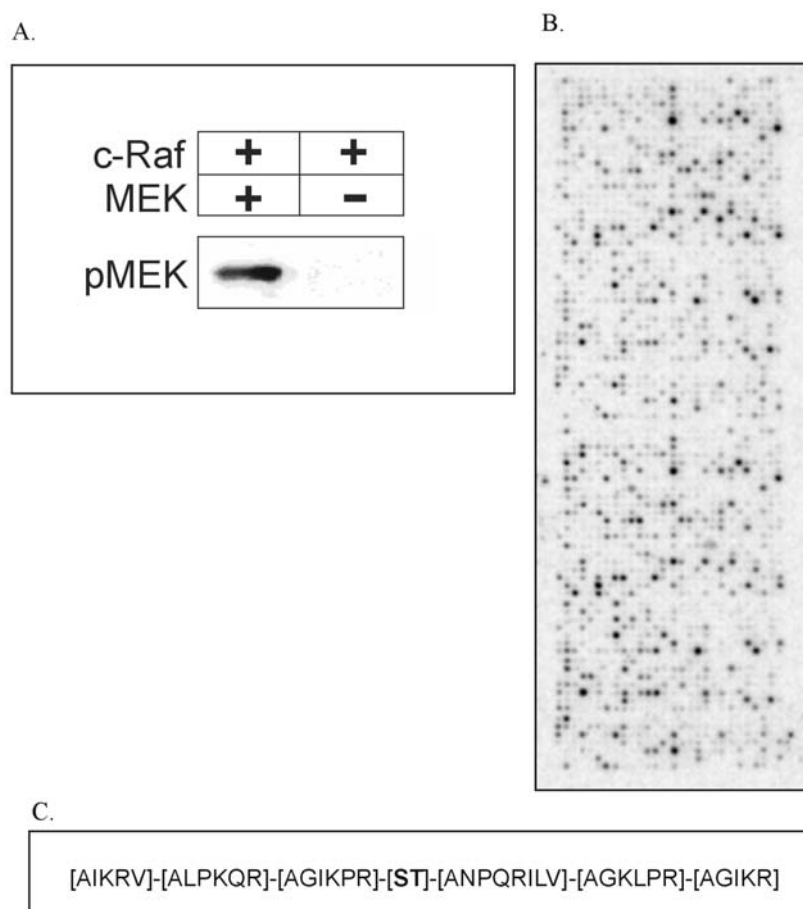 A.
B.
c-Raf + +
MEK + −
pMEK
C.
[AIKRV]-[ALPKQR]-[AGIKPR]-[ST]-[ANPQRILV]-[AGKLPR]-[AGIKR]